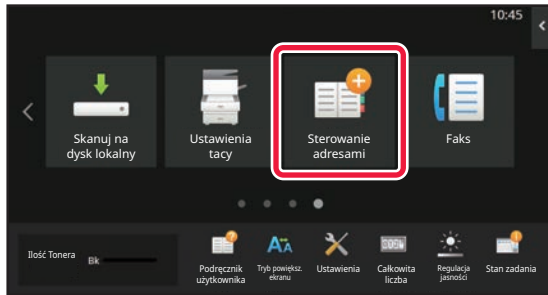 10:45
Skanuj na
dysk lokalny
Ustawienia
tacy
Sterowanie
adresami
Faks
Ilość Tonera
Bk
Podręcznik
użytkownika
Tryb powiększ.
ekranu
Ustawienia
Całkowita
liczba
Regulacja
jasności
Stan zadania